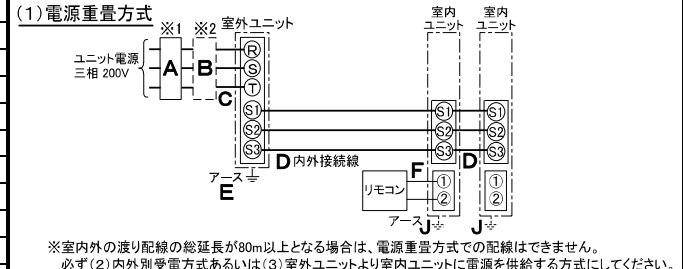 (1)電源重畳方式
※1 ※2 室外ユニット 室内ユニット 室内ユニット
ユニット電源
三相 200V
A B C
R
S
T
S1 S1 S1
S2 S2 S2
S3 S3 S3
D 内外接続線 D
アース
E
F
リモコン
① ①
② ②
アース J J
※室内外の渡り配線の総延長が80m以上となる場合は、電源重畳方式での配線はできません。
必ず(2)内外別受電方式あるいは(3)室外ユニットより室内ユニットに電源を供給する方式にしてください。